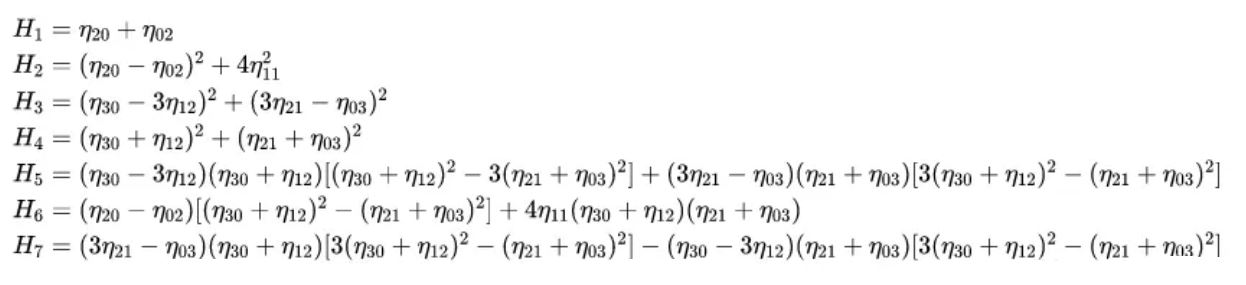 H₁ = η₂₀ + η₀₂
H₂ = (η₂₀ − η₀₂)² + 4η₁₁²
H₃ = (η₃₀ − 3η₁₂)² + (3η₂₁ − η₀₃)²
H₄ = (η₃₀ + η₁₂)² + (η₂₁ + η₀₃)²
H₅ = (η₃₀ − 3η₁₂)(η₃₀ + η₁₂)[(η₃₀ + η₁₂)² − 3(η₂₁ + η₀₃)²] + (3η₂₁ − η₀₃)(η₂₁ + η₀₃)[3(η₃₀ + η₁₂)² − (η₂₁ + η₀₃)²]
H₆ = (η₂₀ − η₀₂)[(η₃₀ + η₁₂)² − (η₂₁ + η₀₃)²] + 4η₁₁(η₃₀ + η₁₂)(η₂₁ + η₀₃)
H₇ = (3η₂₁ − η₀₃)(η₃₀ + η₁₂)[3(η₃₀ + η₁₂)² − (η₂₁ + η₀₃)²] − (η₃₀ − 3η₁₂)(η₂₁ + η₀₃)[3(η₃₀ + η₁₂)² − (η₂₁ + η₀₃)²]